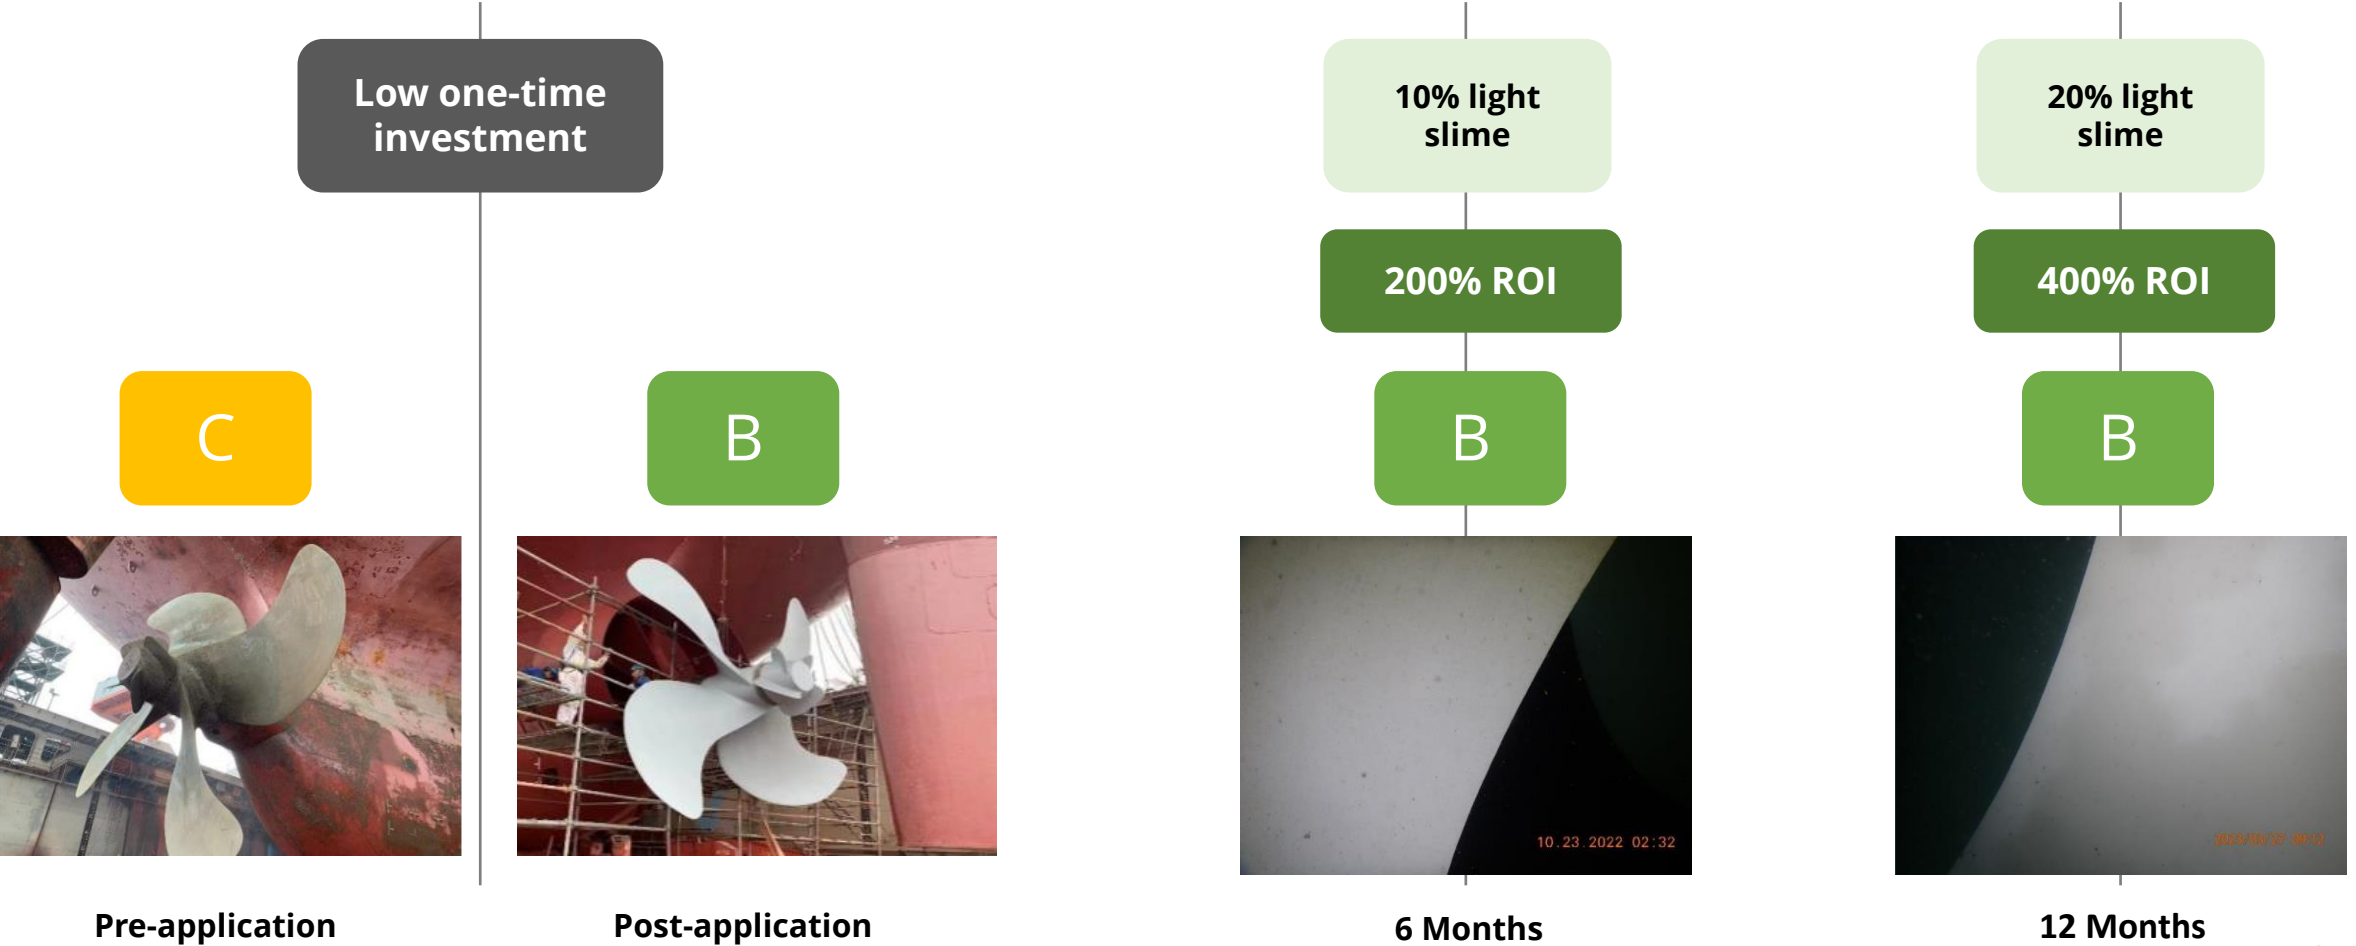 Low one-time
investment
10% light
slime
20% light
slime
200% ROI
400% ROI
C
B
B
B
10.23.2022 02:32
Pre-application
Post-application
6 Months
12 Months